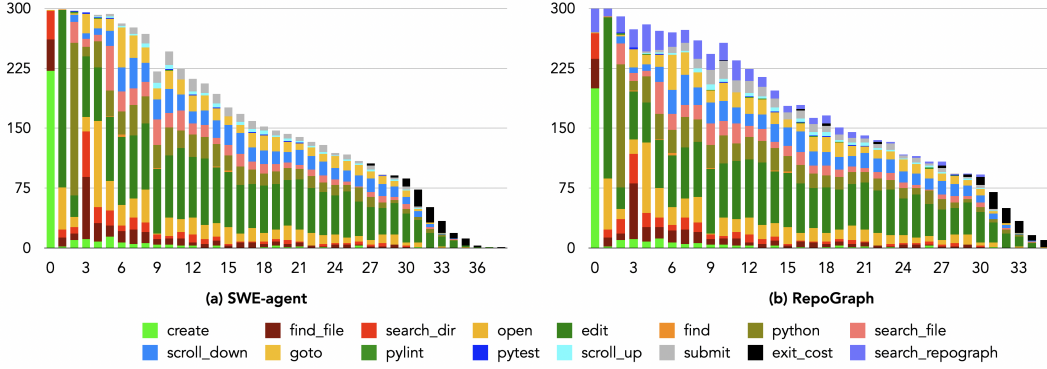 300
225
150
75
0
0 3 6 9 12 15 18 21 24 27 30 33 36
(a) SWE-agent
300
225
150
75
0
0 3 6 9 12 15 18 21 24 27 30 33
(b) RepoGraph
create find_file search_dir open edit find python search_file
scroll_down goto pylint pytest scroll_up submit exit_cost search_repograph